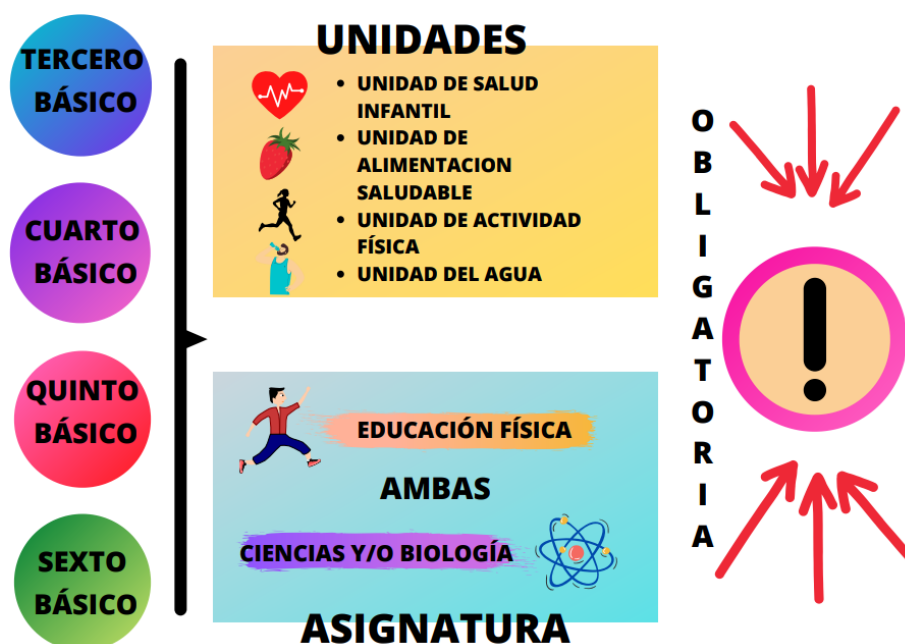 TERCERO
BÁSICO
CUARTO
BÁSICO
QUINTO
BÁSICO
SEXTO
BÁSICO
UNIDADES
• UNIDAD DE SALUD
INFANTIL
• UNIDAD DE
ALIMENTACION
SALUDABLE
• UNIDAD DE ACTIVIDAD
FÍSICA
• UNIDAD DEL AGUA
EDUCACIÓN FÍSICA
AMBAS
CIENCIAS Y/O BIOLOGÍA
ASIGNATURA
OBLIGATORIA
!